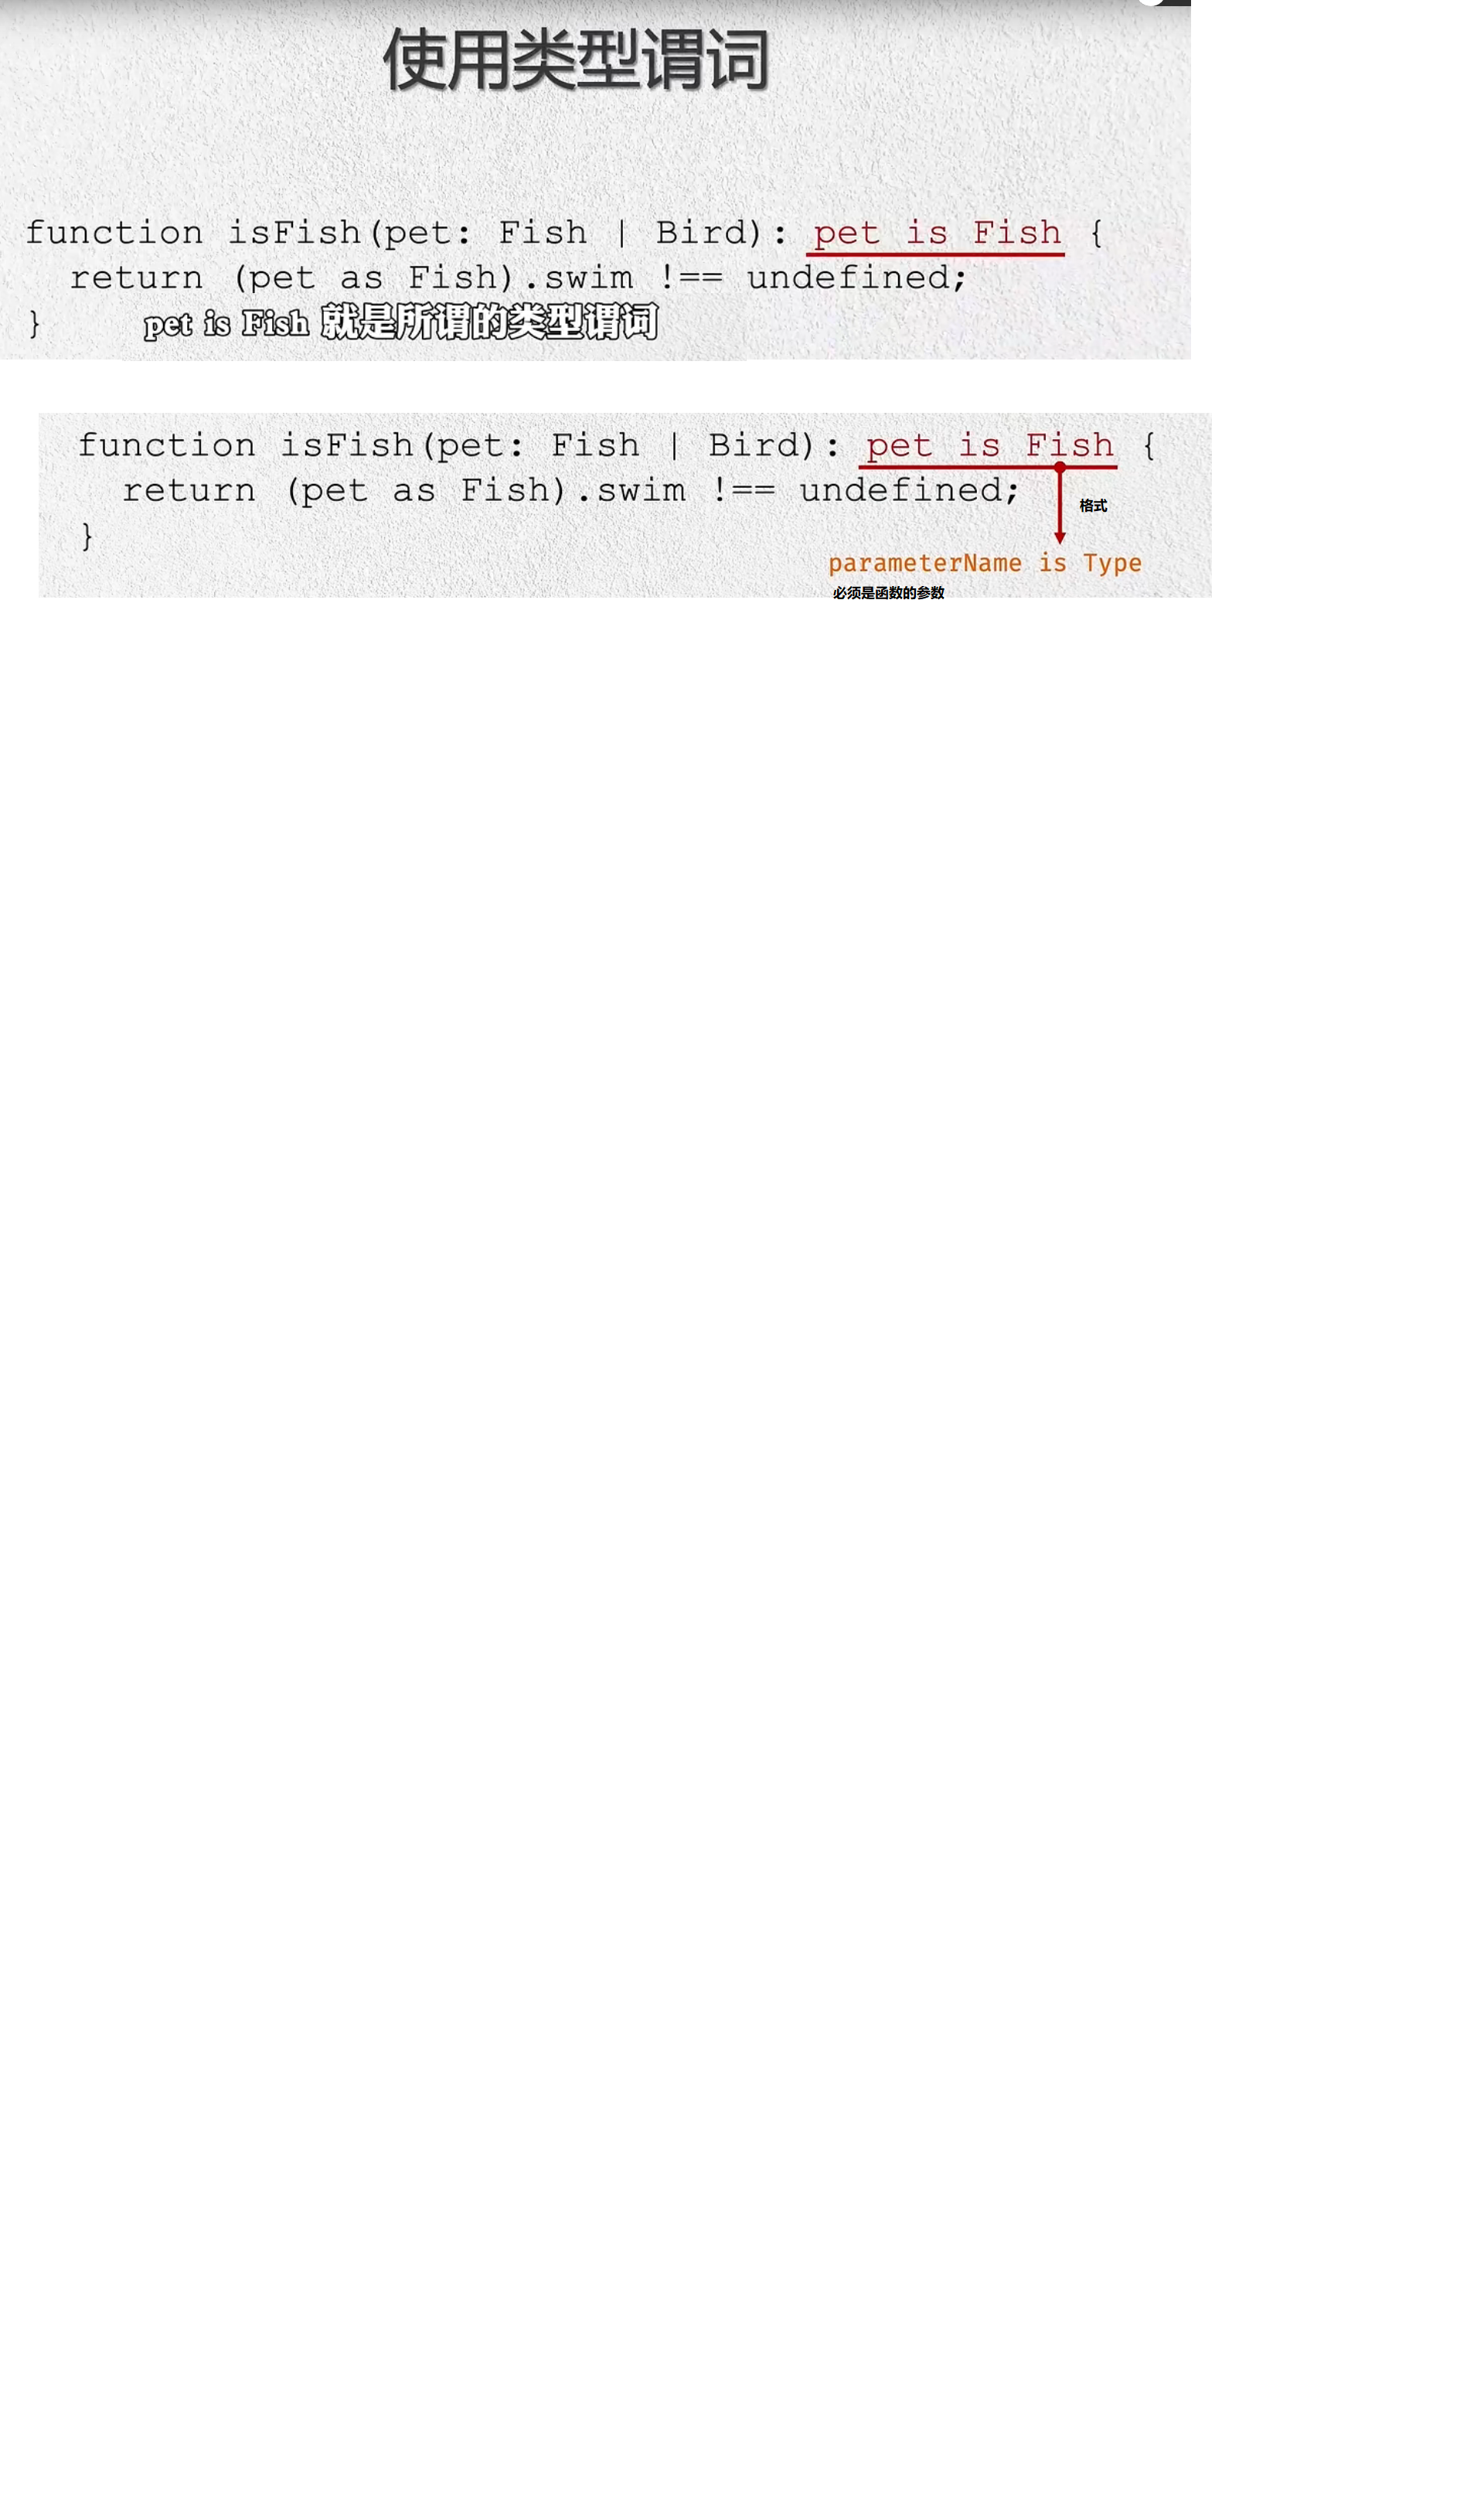 使用类型谓词
function isFish(pet: Fish | Bird): pet is Fish {
return (pet as Fish).swim !== undefined;
}
pet is Fish 就是所谓的类型谓词
function isFish(pet: Fish | Bird): pet is Fish {
return (pet as Fish).swim !== undefined;
格式
}
parameterName is Type
必须是函数的参数